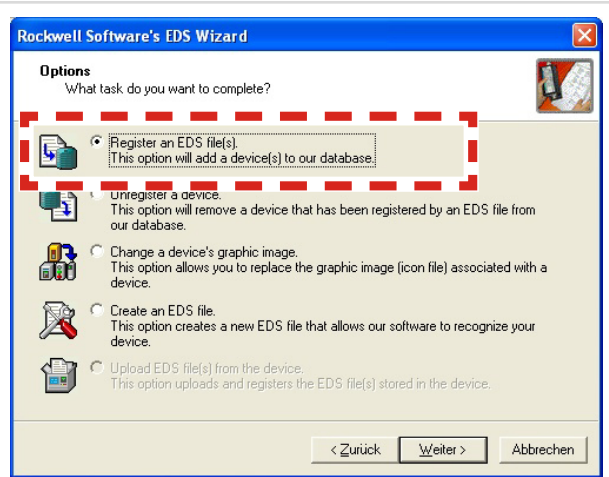 Rockwell Software's EDS Wizard
Options
What task do you want to complete?
Register an EDS file(s).
This option will add a device(s) to our database.
Unregister a device.
This option will remove a device that has been registered by an EDS file from
our database.
Change a device's graphic image.
This option allows you to replace the graphic image (icon file) associated with a
device.
Create an EDS file.
This option creates a new EDS file that allows our software to recognize your
device.
Upload EDS file(s) from the device.
This option uploads and registers the EDS file(s) stored in the device.
< Zurück Weiter > Abbrechen